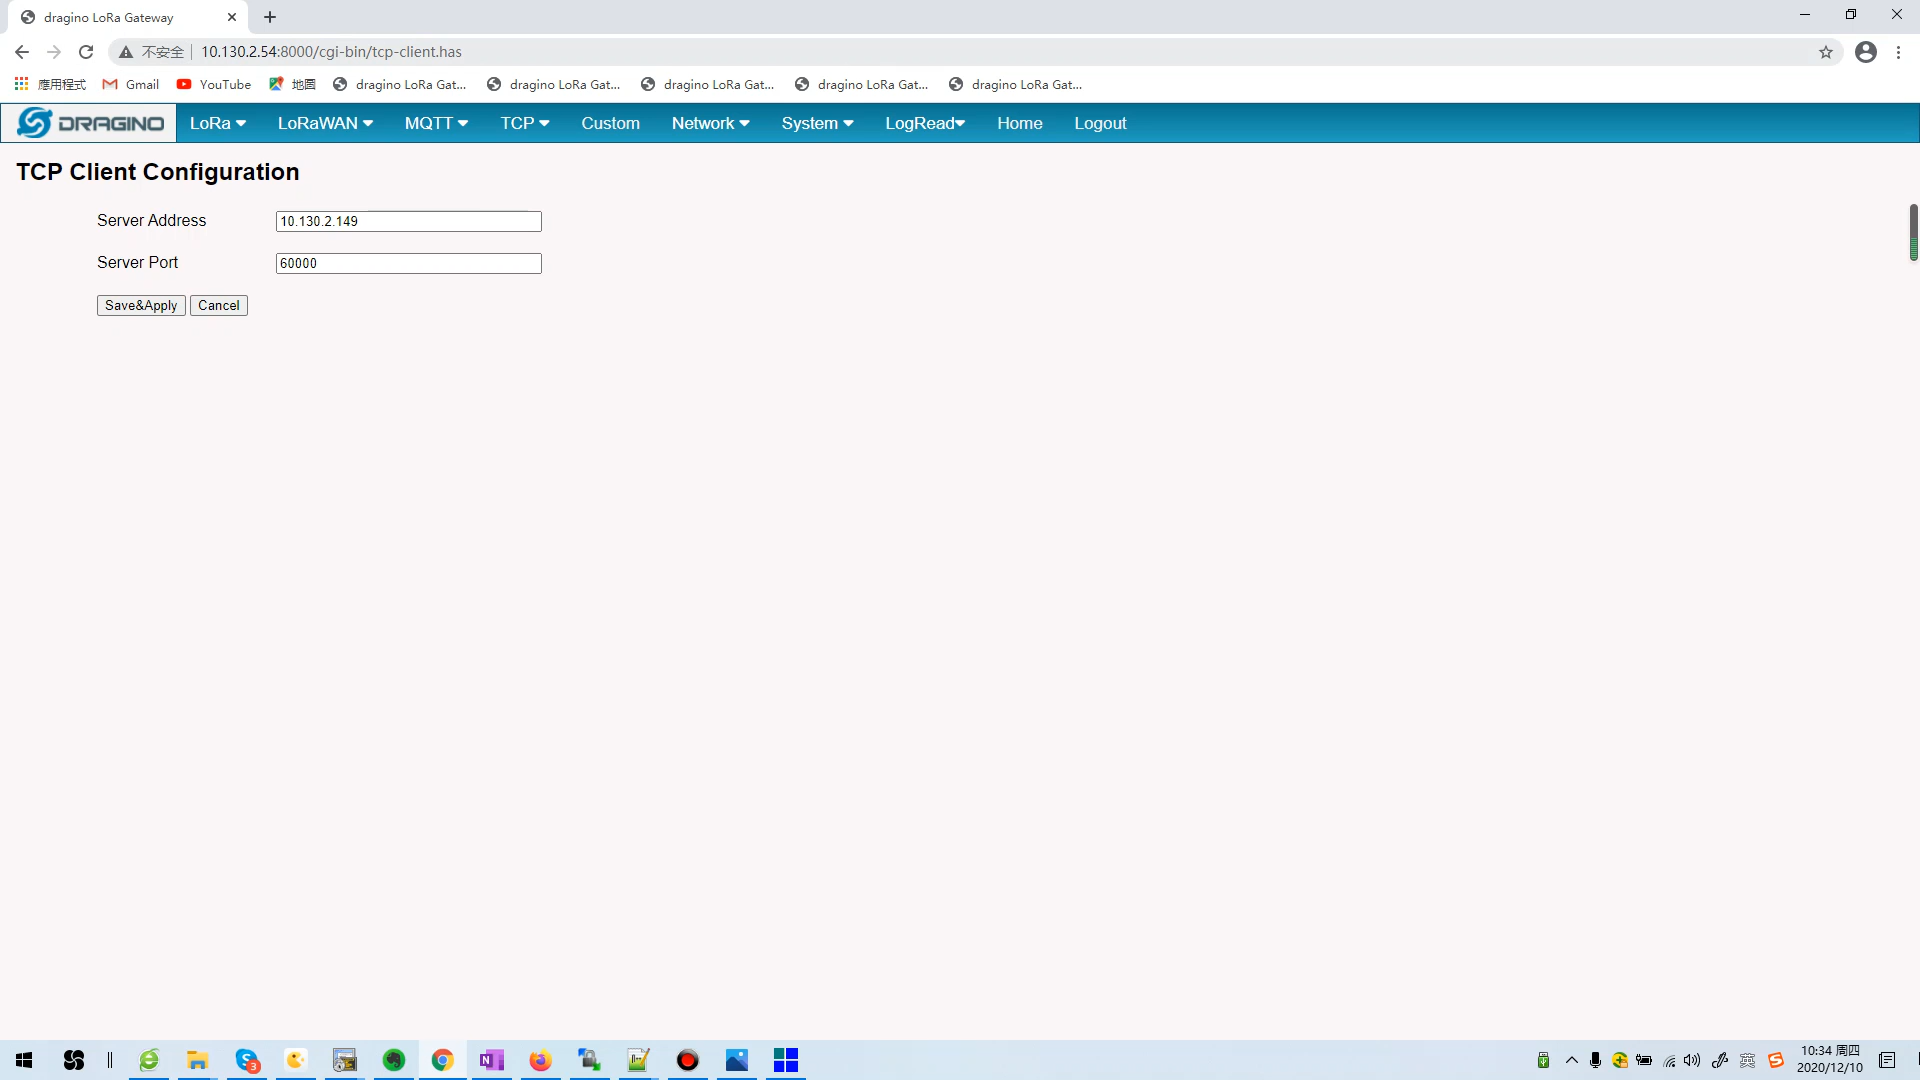 dragino LoRa Gateway
不安全 10.130.2.54:8000/cgi-bin/tcp-client.has
應用程式 Gmail YouTube 地圖 dragino LoRa Gat... dragino LoRa Gat... dragino LoRa Gat... dragino LoRa Gat... dragino LoRa Gat...
DRAGINO LoRa LoRaWAN MQTT TCP Custom Network System LogRead Home Logout
TCP Client Configuration
Server Address 10.130.2.149
Server Port 60000
Save&Apply Cancel
3 N 英 10:34 周四
2020/12/10